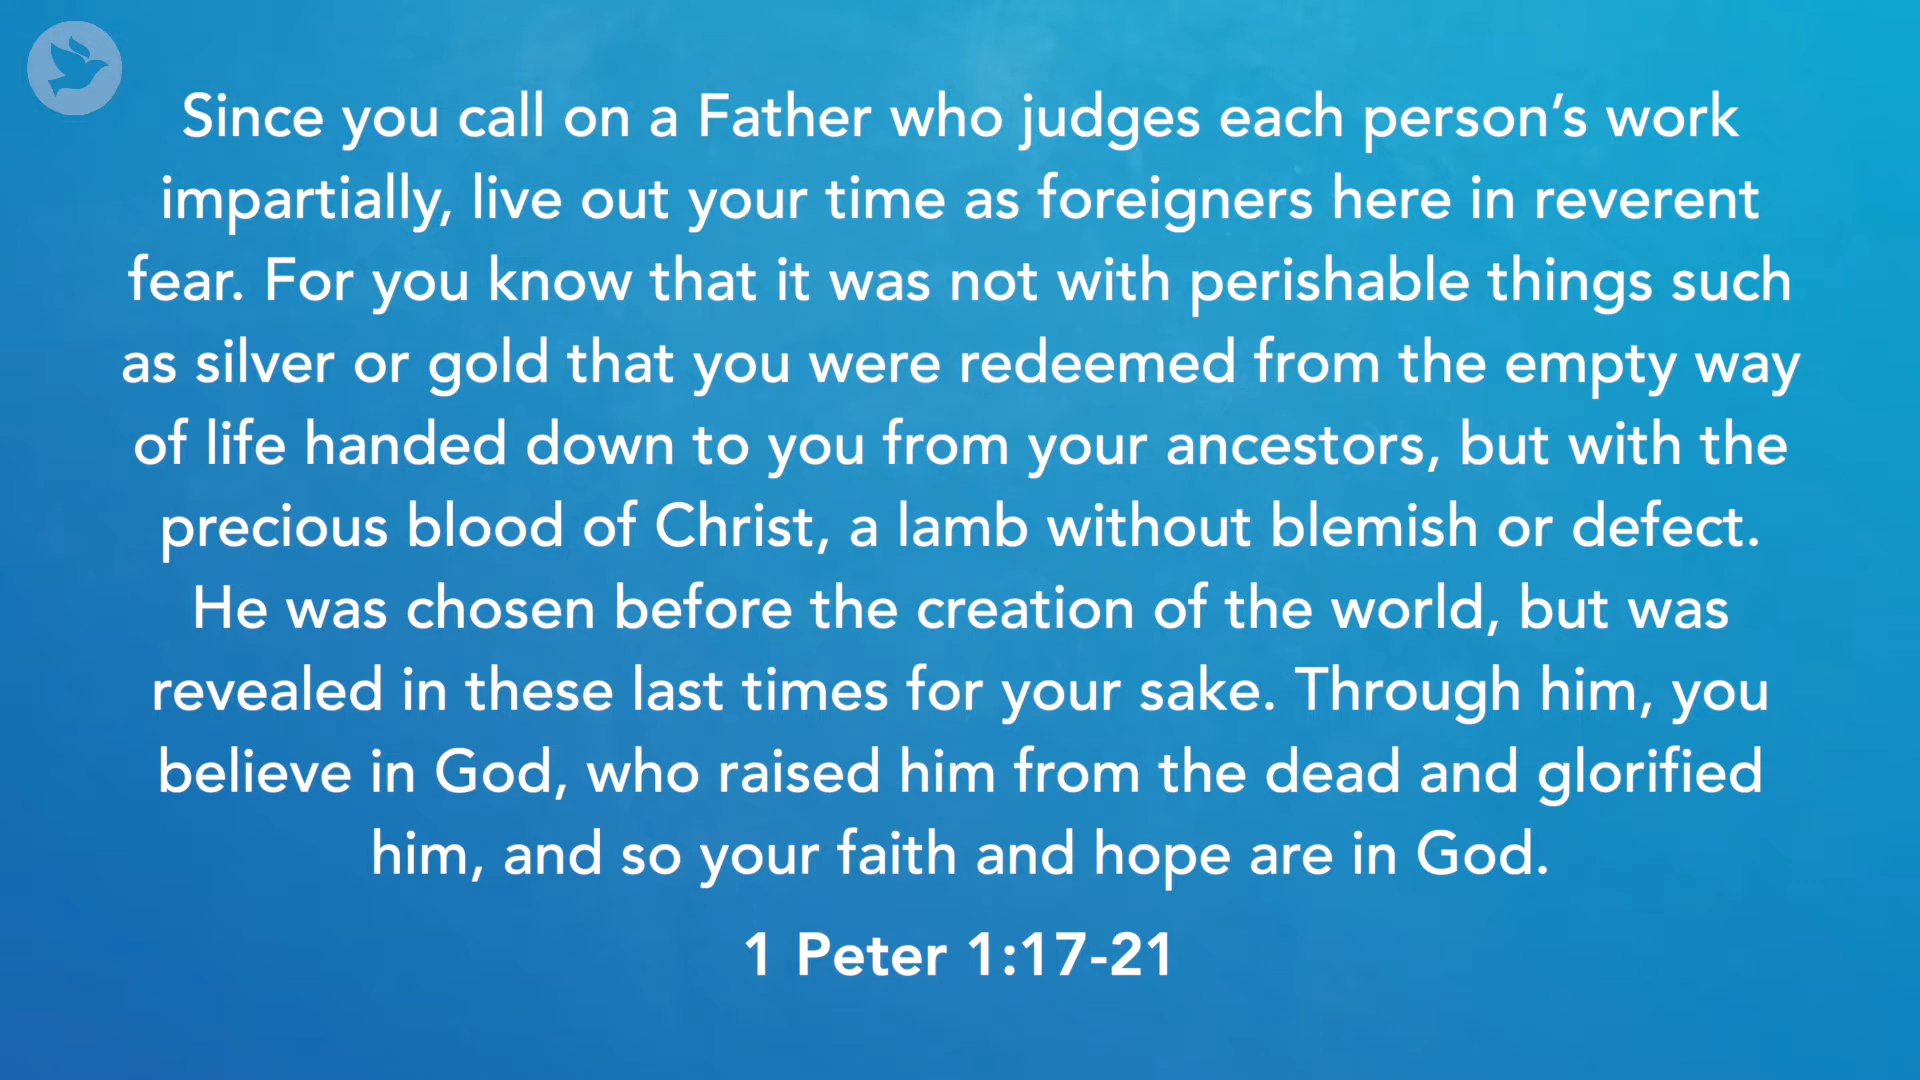 Since you call on a Father who judges each person’s work
impartially, live out your time as foreigners here in reverent
fear. For you know that it was not with perishable things such
as silver or gold that you were redeemed from the empty way
of life handed down to you from your ancestors, but with the
precious blood of Christ, a lamb without blemish or defect.
He was chosen before the creation of the world, but was
revealed in these last times for your sake. Through him, you
believe in God, who raised him from the dead and glorified
him, and so your faith and hope are in God.
1 Peter 1:17-21